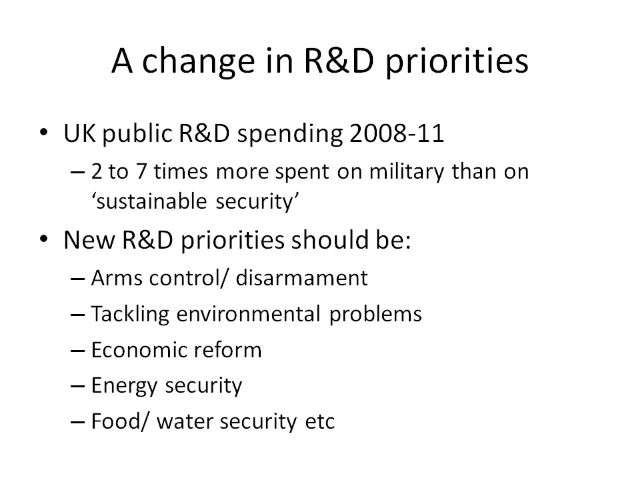 A change in R&D priorities
• UK public R&D spending 2008-11
– 2 to 7 times more spent on military than on
‘sustainable security’
• New R&D priorities should be:
– Arms control/ disarmament
– Tackling environmental problems
– Economic reform
– Energy security
– Food/ water security etc